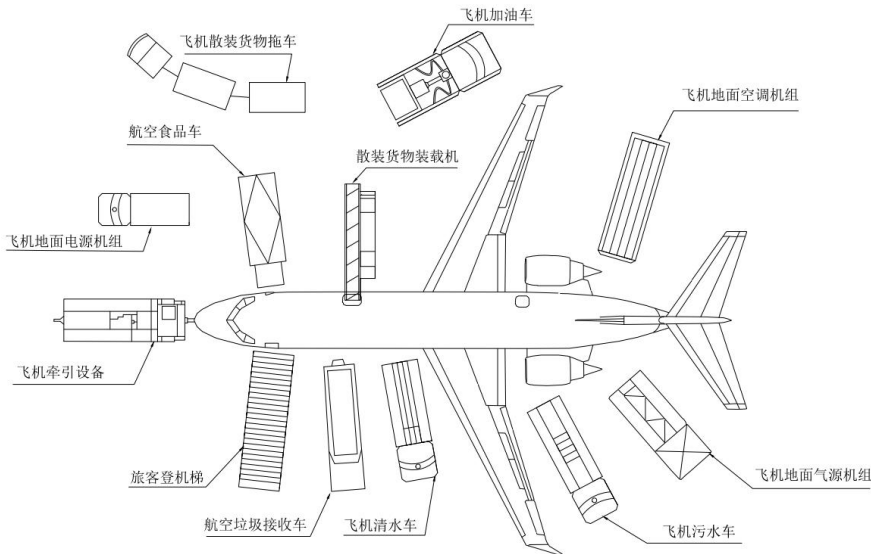 飞机加油车
飞机散装货物拖车
飞机地面空调机组
航空食品车
散装货物装载机
飞机地面电源机组
飞机牵引设备
旅客登机梯
飞机地面气源机组
航空垃圾接收车
飞机清水车
飞机污水车